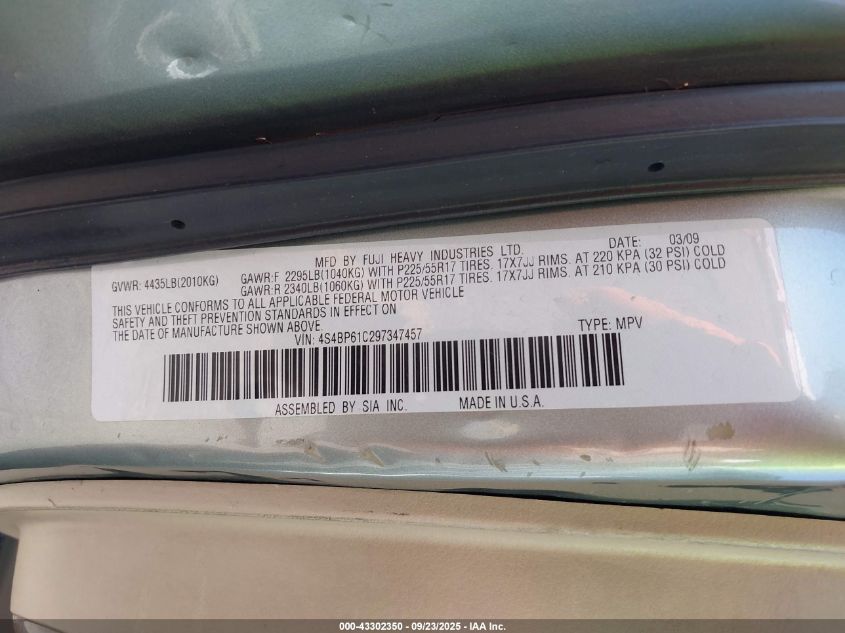 MFD BY FUJI HEAVY INDUSTRIES LTD. DATE: 03/09
GVWR: 4435LB(2010KG) GAWR:F 2295LB(1040KG) WITH P225/55R17 TIRES. 17X7JJ RIMS. AT 220 KPA (32 PSI) COLD
GAWR:R 2340LB(1060KG) WITH P225/55R17 TIRES. 17X7JJ RIMS. AT 210 KPA (30 PSI) COLD
THIS VEHICLE CONFORMS TO ALL APPLICABLE FEDERAL MOTOR VEHICLE
SAFETY AND THEFT PREVENTION STANDARDS IN EFFECT ON
THE DATE OF MANUFACTURE SHOWN ABOVE.
VIN: 4S4BP61C297347457 TYPE: MPV
ASSEMBLED BY SIA INC. MADE IN U.S.A.
000-43302350 - 09/23/2025 - IAA Inc.